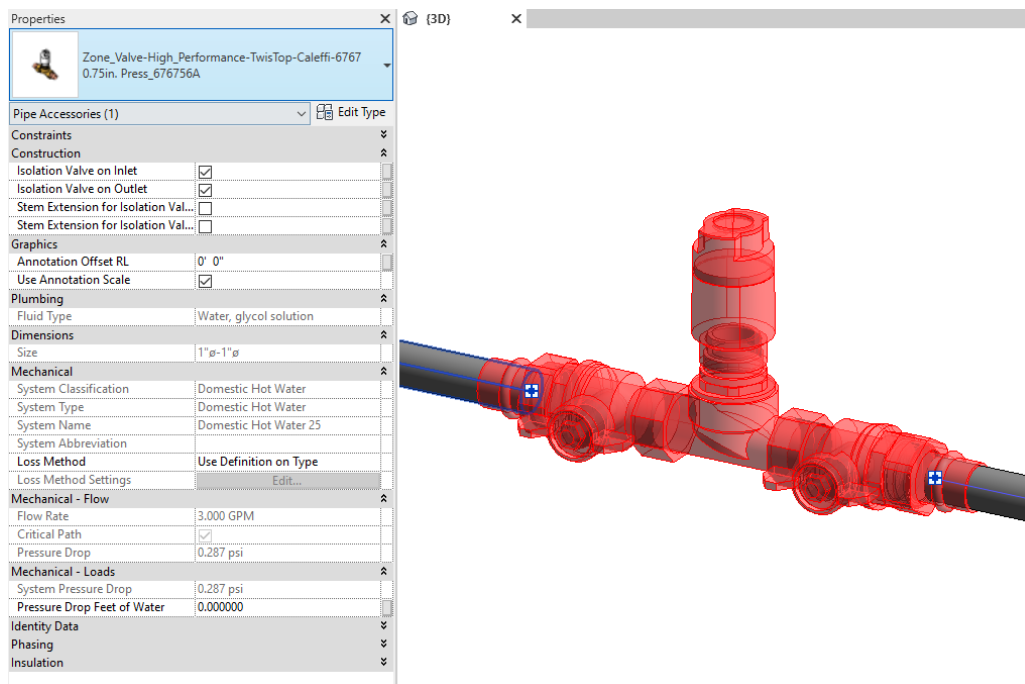 Properties
{3D}
Zone_Valve-High_Performance-TwisTop-Caleffi-6767
0.75in. Press_676756A
Pipe Accessories (1)
Edit Type
Constraints
Construction
Isolation Valve on Inlet
Isolation Valve on Outlet
Stem Extension for Isolation Val...
Stem Extension for Isolation Val...
Graphics
Annotation Offset RL 0' 0"
Use Annotation Scale
Plumbing
Fluid Type Water, glycol solution
Dimensions
Size 1"ø-1"ø
Mechanical
System Classification Domestic Hot Water
System Type Domestic Hot Water
System Name Domestic Hot Water 25
System Abbreviation
Loss Method Use Definition on Type
Loss Method Settings Edit...
Mechanical - Flow
Flow Rate 3.000 GPM
Critical Path
Pressure Drop 0.287 psi
Mechanical - Loads
System Pressure Drop 0.287 psi
Pressure Drop Feet of Water 0.000000
Identity Data
Phasing
Insulation